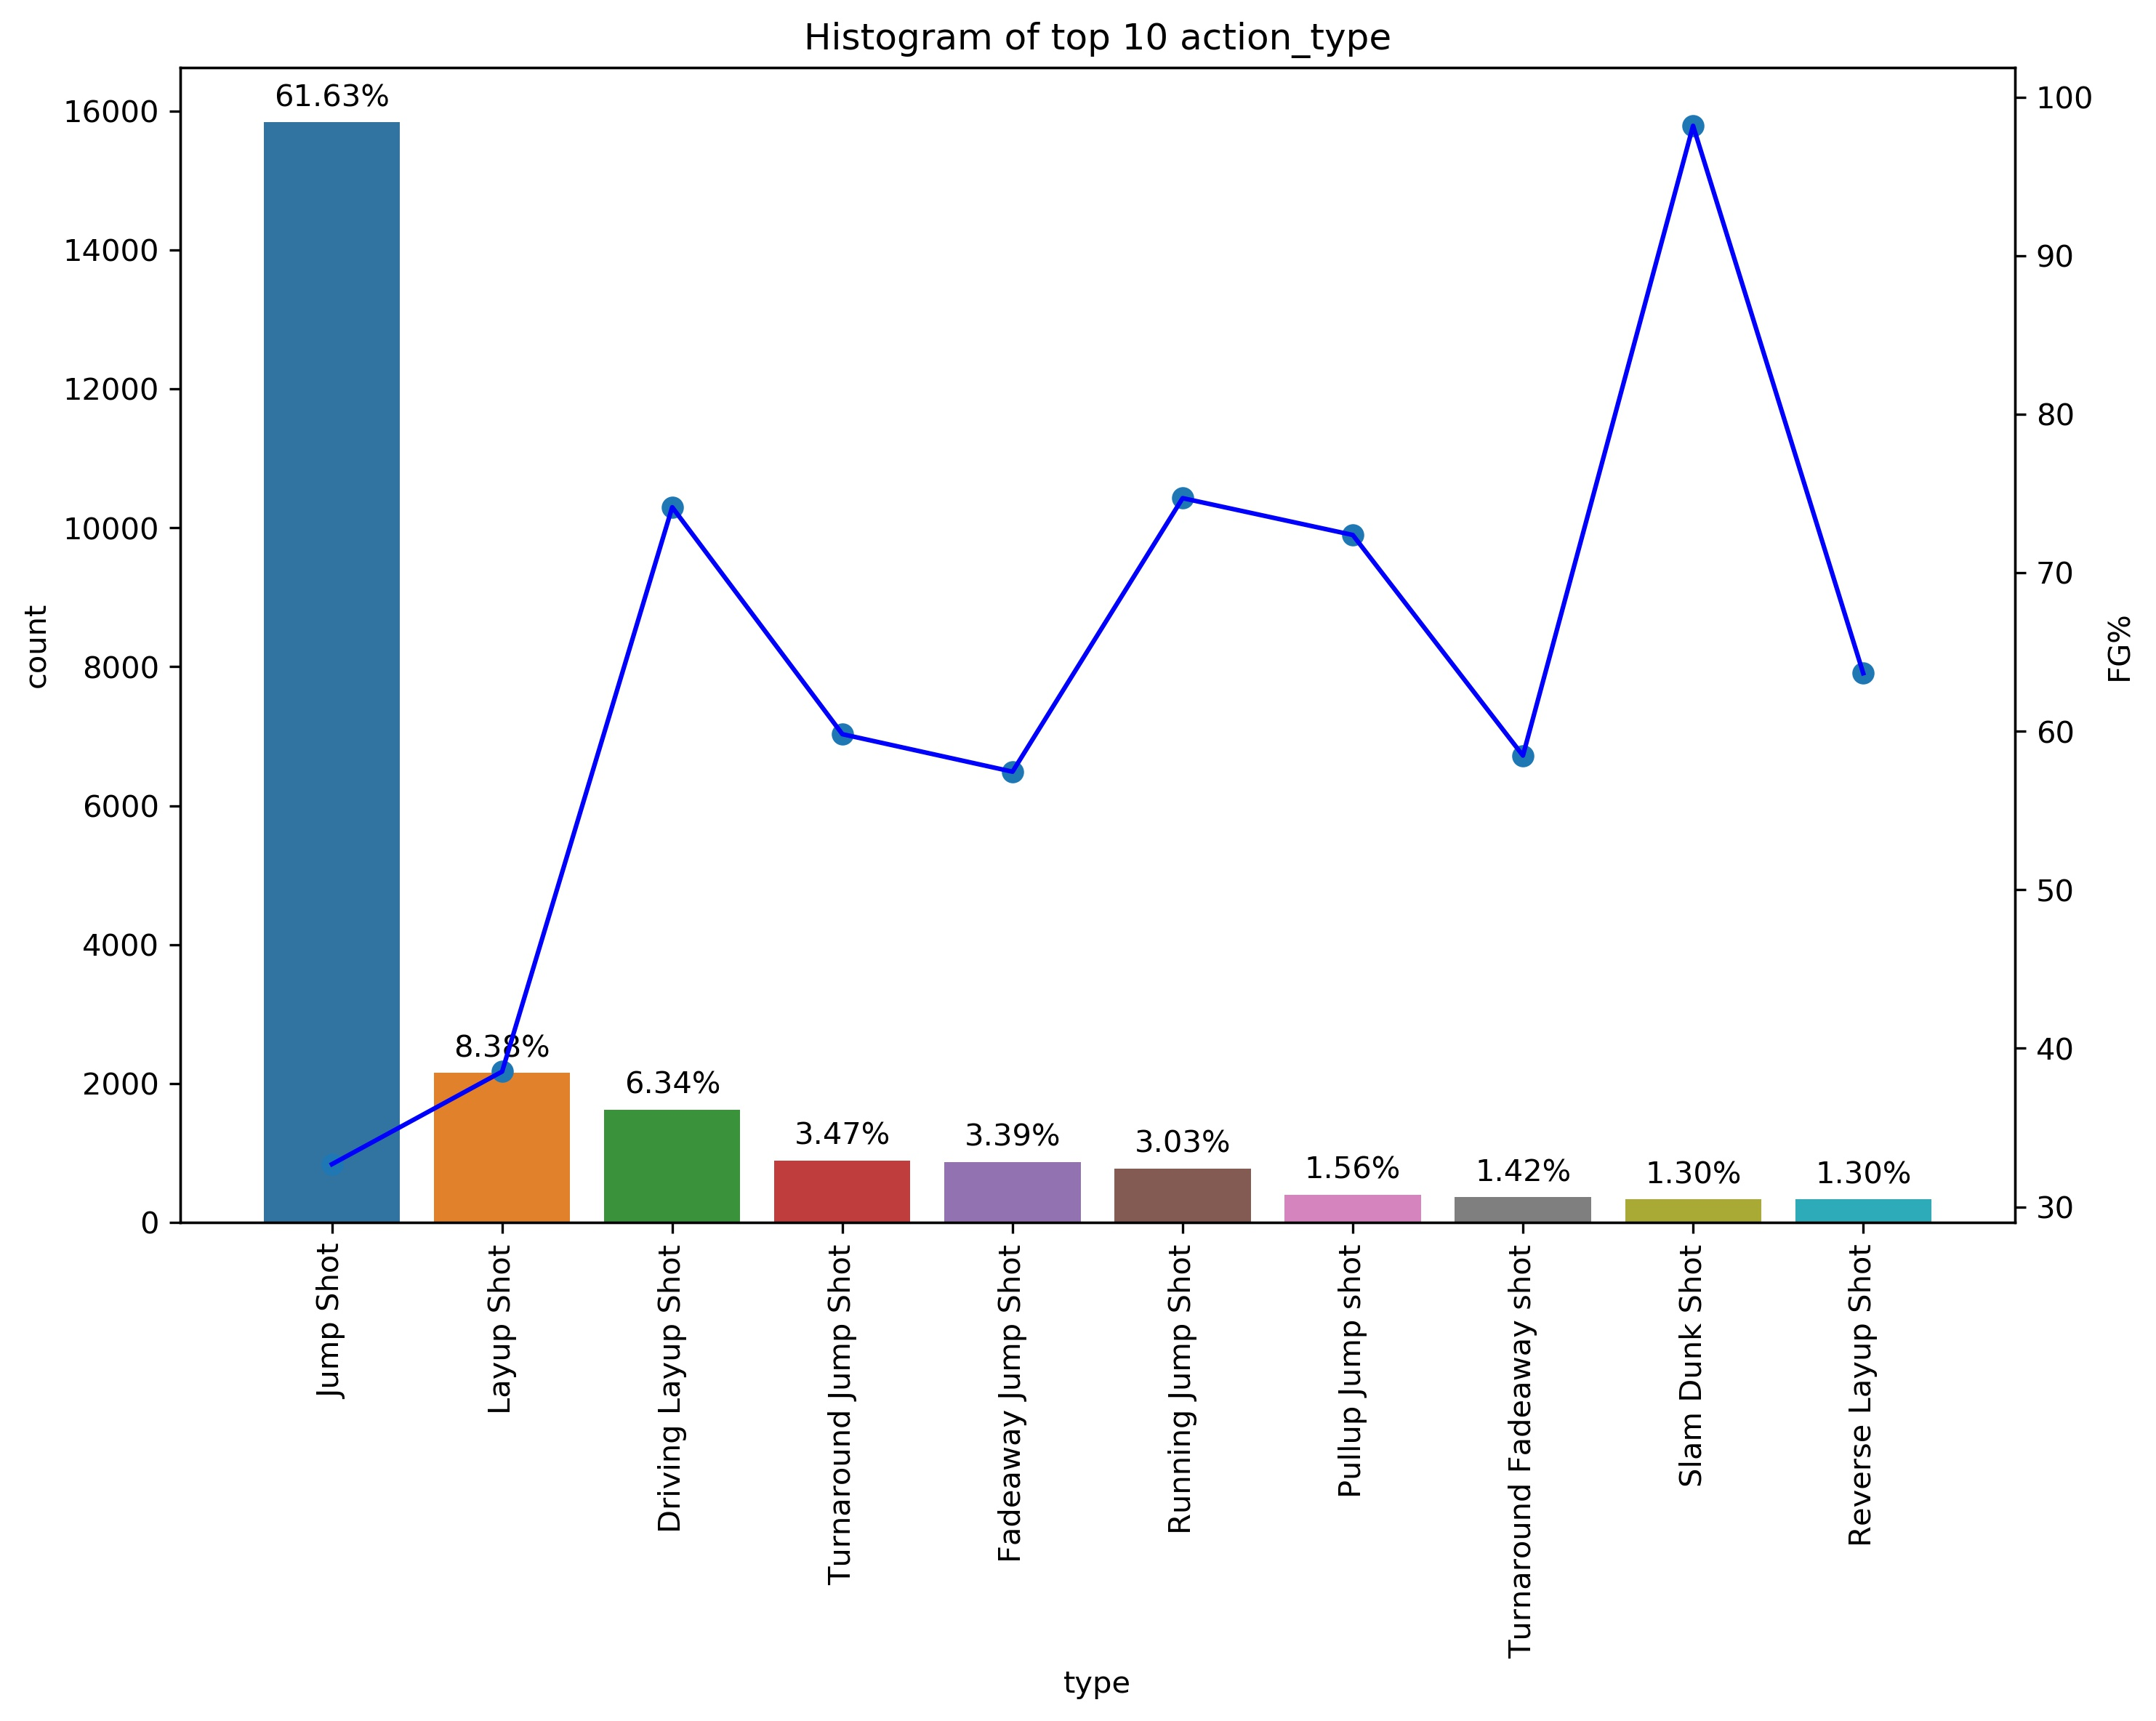 Histogram of top 10 action_type
61.63%
8.38%
6.34%
3.47%
3.39%
3.03%
1.56%
1.42%
1.30%
1.30%
16000
14000
12000
10000
8000
6000
4000
2000
0
count
100
90
80
70
60
50
40
30
FG%
Jump Shot
Layup Shot
Driving Layup Shot
Turnaround Jump Shot
Fadeaway Jump Shot
Running Jump Shot
Pullup Jump shot
Turnaround Fadeaway shot
Slam Dunk Shot
Reverse Layup Shot
type